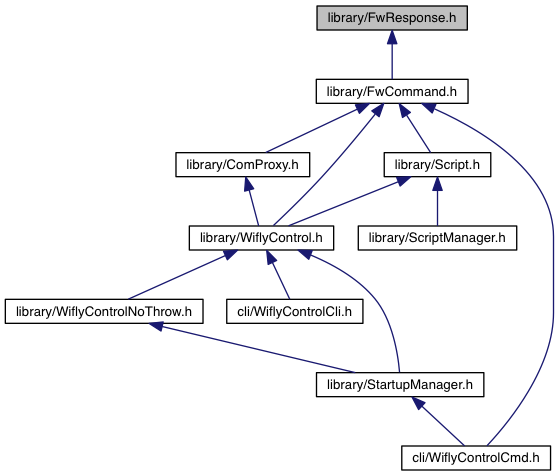 library/FwResponse.h
library/FwCommand.h
library/ComProxy.h
library/Script.h
library/WiflyControl.h
library/ScriptManager.h
library/WiflyControlNoThrow.h
cli/WiflyControlCli.h
library/StartupManager.h
cli/WiflyControlCmd.h